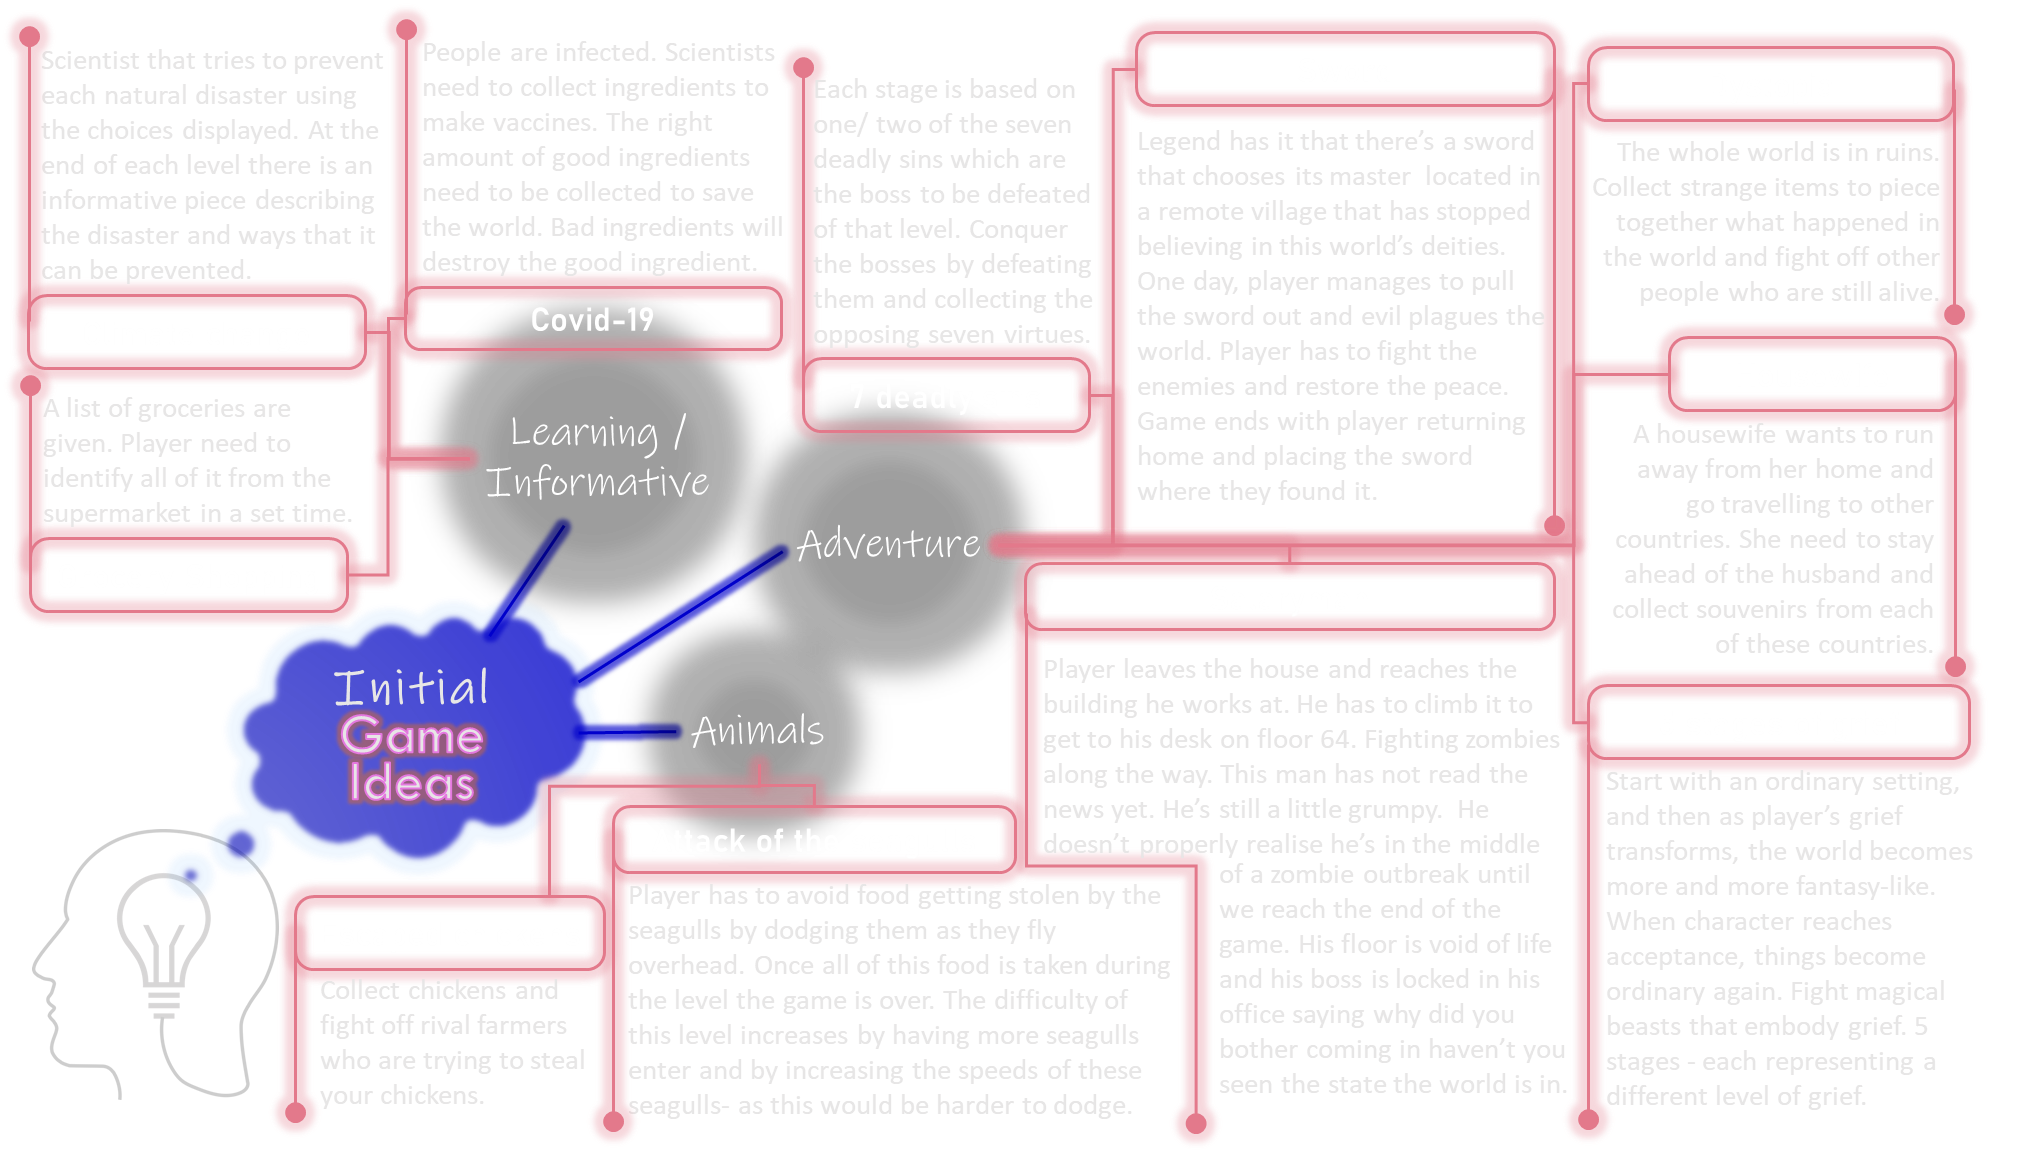 Scientist that tries to prevent
each natural disaster using
the choices displayed. At the
end of each level there is an
informative piece describing
the disaster and ways that it
can be prevented.
People are infected. Scientists
need to collect ingredients to
make vaccines. The right
amount of good ingredients
need to be collected to save
the world. Bad ingredients will
destroy the good ingredient.
Covid-19
A list of groceries are
given. Player need to
identify all of it from the
supermarket in a set time.
Learning /
Informative
Each stage is based on
one/ two of the seven
deadly sins which are
the boss to be defeated
of that level. Conquer
the bosses by defeating
them and collecting the
opposing seven virtues.
7 deadly
Adventure
Legend has it that there's a sword
that chooses its master  located in
a remote village that has stopped
believing in this world's deities.
One day, player manages to pull
the sword out and evil plagues the
world. Player has to fight the
enemies and restore the peace.
Game ends with player returning
home and placing the sword
where they found it.
The whole world is in ruins.
Collect strange items to piece
together what happened in
the world and fight off other
people who are still alive.
A housewife wants to run
away from her home and
go travelling to other
countries. She need to stay
ahead of the husband and
collect souvenirs from each
of these countries.
Player leaves the house and reaches the
building he works at. He has to climb it to
get to his desk on floor 64. Fighting zombies
along the way. This man has not read the
news yet. He's still a little grumpy.  He
doesn't properly realise he's in the middle
of a zombie outbreak until
we reach the end of the
game. His floor is void of life
and his boss is locked in his
office saying why did you
bother coming in haven't you
seen the state the world is in.
Start with an ordinary setting,
and then as player's grief
transforms, the world becomes
more and more fantasy-like.
When character reaches
acceptance, things become
ordinary again. Fight magical
beasts that embody grief. 5
stages - each representing a
different level of grief.
Initial
Game
Ideas
Animals
of the
Player has to avoid food getting stolen by the
seagulls by dodging them as they fly
overhead. Once all of this food is taken during
the level the game is over. The difficulty of
this level increases by having more seagulls
enter and by increasing the speeds of these
seagulls- as this would be harder to dodge.
Collect chickens and
fight off rival farmers
who are trying to steal
your chickens.